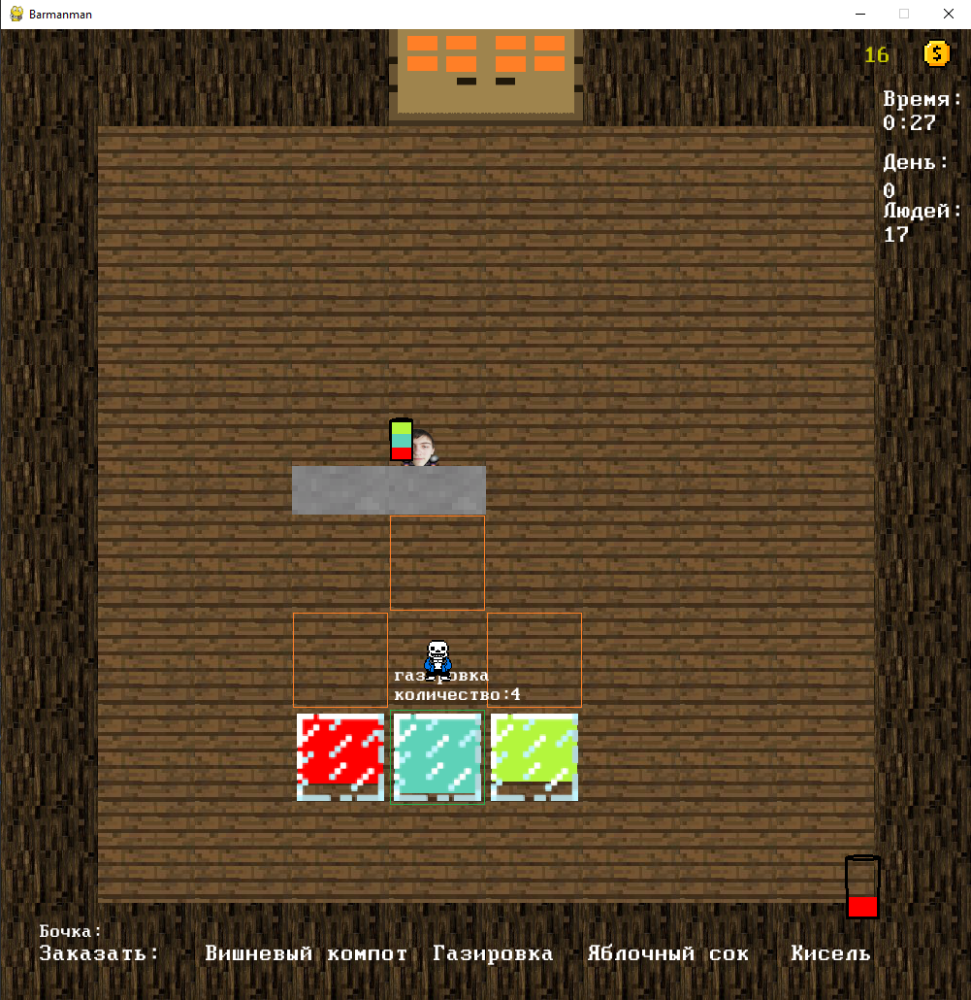 Barmanman
16
Время:
0:27
День:
0
Людей:
17
газировка
количество:4
Бочка:
Заказать: Вишневый компот Газировка Яблочный сок Кисель